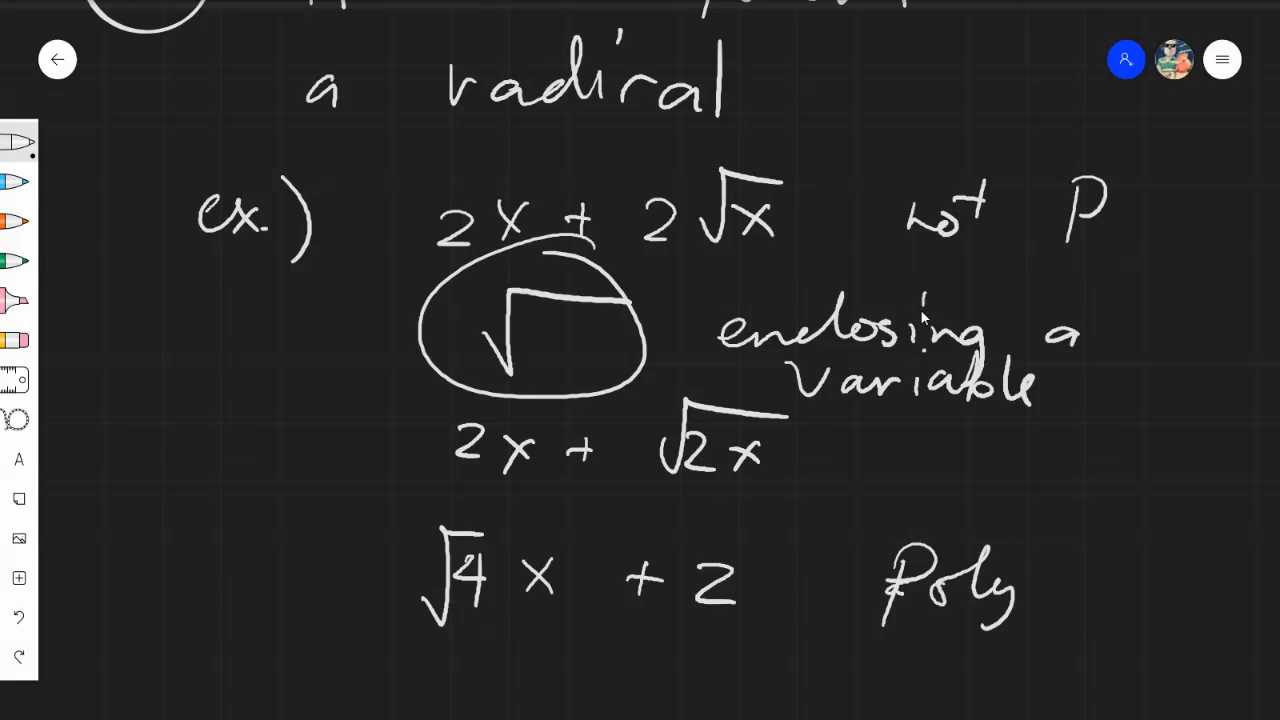 a radical
ex.) 2x + 2√x not P
√ enclosing a
variable
2x + √2x
√4 x + 2 Poly
A